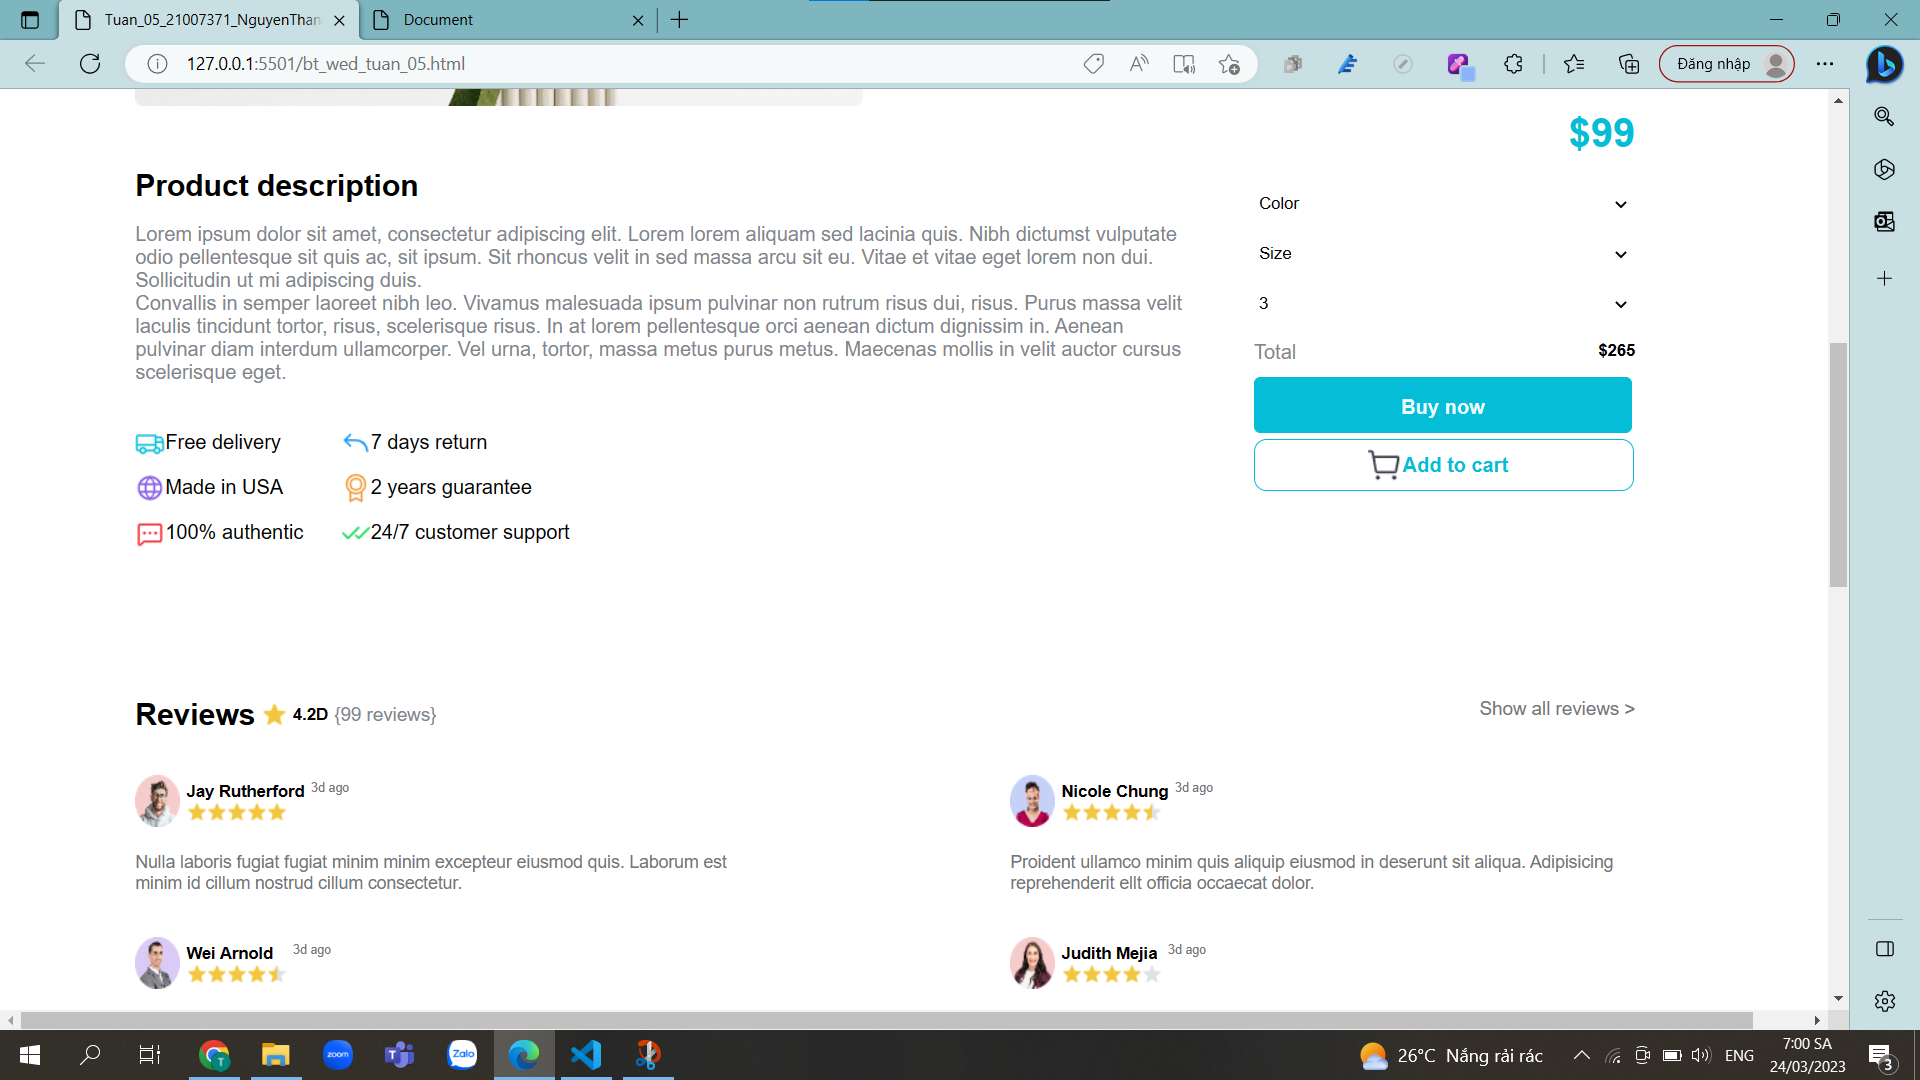 Tuan_05_21007371_NguyenThan
Document
127.0.0.1:5501/bt_wed_tuan_05.html
Đăng nhập
$99
Product description
Color
Lorem ipsum dolor sit amet, consectetur adipiscing elit. Lorem lorem aliquam sed lacinia quis. Nibh dictumst vulputate
odio pellentesque sit quis ac, sit ipsum. Sit rhoncus velit in sed massa arcu sit eu. Vitae et vitae eget lorem non dui.
Sollicitudin ut mi adipiscing duis.
Convallis in semper laoreet nibh leo. Vivamus malesuada ipsum pulvinar non rutrum risus dui, risus. Purus massa velit
laculis tincidunt tortor, risus, scelerisque risus. In at lorem pellentesque orci aenean dictum dignissim in. Aenean
pulvinar diam interdum ullamcorper. Vel urna, tortor, massa metus purus metus. Maecenas mollis in velit auctor cursus
scelerisque eget.
Size
3
Total $265
Buy now
Add to cart
Free delivery 7 days return
Made in USA 2 years guarantee
100% authentic 24/7 customer support
Reviews 4.2D {99 reviews} Show all reviews >
Jay Rutherford 3d ago
Nulla laboris fugiat fugiat minim minim excepteur eiusmod quis. Laborum est
minim id cillum nostrud cillum consectetur.
Nicole Chung 3d ago
Proident ullamco minim quis aliquip eiusmod in deserunt sit aliqua. Adipisicing
reprehenderit ellt officia occaecat dolor.
Wei Arnold 3d ago
Judith Mejia 3d ago
zoom
Zalo
26°C Nắng rải rác
ENG
7:00 SA
24/03/2023
3